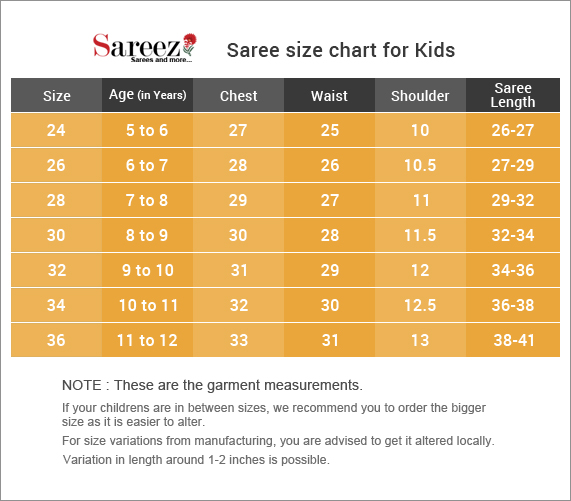 Sareez
Sarees and more...
Saree size chart for Kids
Size Age (in Years) Chest Waist Shoulder Saree Length
24 5 to 6 27 25 10 26-27
26 6 to 7 28 26 10.5 27-29
28 7 to 8 29 27 11 29-32
30 8 to 9 30 28 11.5 32-34
32 9 to 10 31 29 12 34-36
34 10 to 11 32 30 12.5 36-38
36 11 to 12 33 31 13 38-41
NOTE : These are the garment measurements.
If your childrens are in between sizes, we recommend you to order the bigger
size as it is easier to alter.
For size variations from manufacturing, you are advised to get it altered locally.
Variation in length around 1-2 inches is possible.